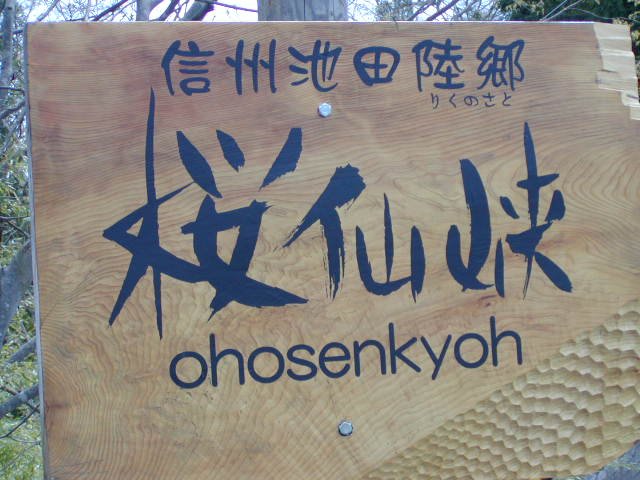 信州池田陸郷
りくのさと
桜仙峡
ohosenkyoh